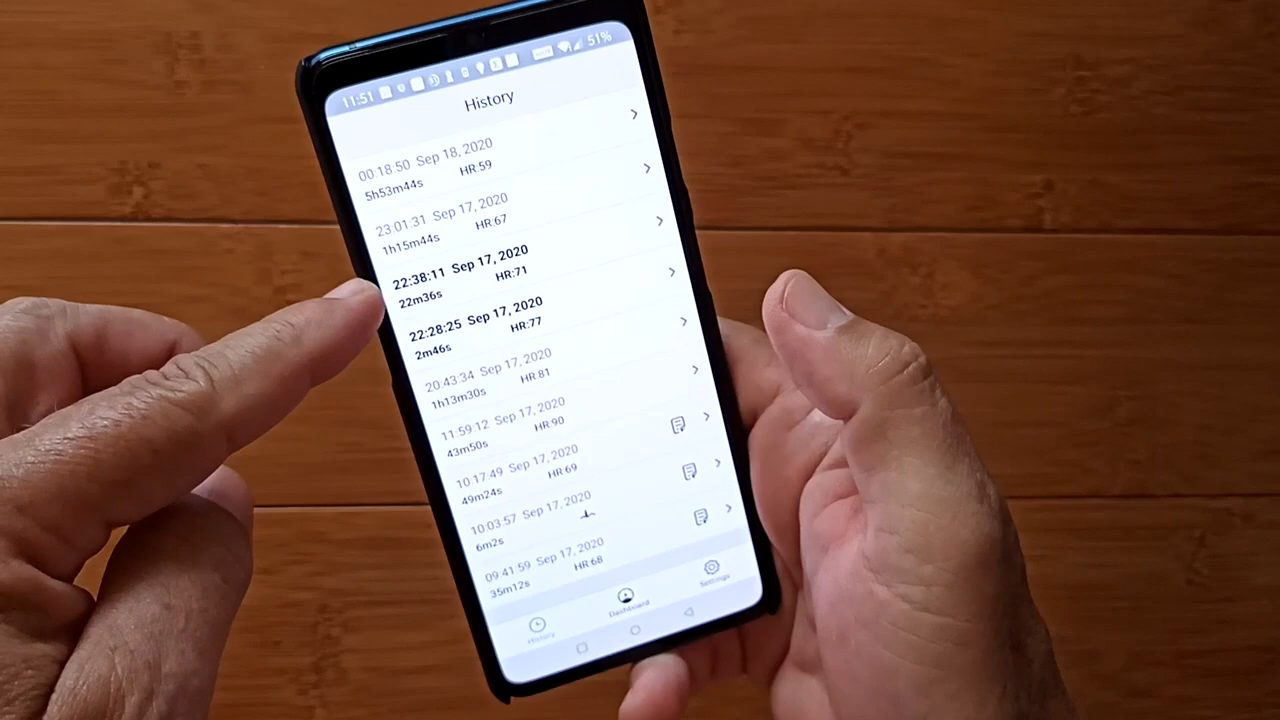 11:51 51%
History
00:18:50 Sep 18, 2020
5h53m44s HR:59
23:01:31 Sep 17, 2020
1h15m44s HR:67
22:38:11 Sep 17, 2020
22m36s HR:71
22:28:25 Sep 17, 2020
2m46s HR:77
20:43:34 Sep 17, 2020
1h13m30s HR:81
11:59:12 Sep 17, 2020
43m50s HR:90
10:17:49 Sep 17, 2020
49m24s HR:69
10:03:57 Sep 17, 2020
6m2s
09:41:59 Sep 17, 2020
35m12s HR:68
History Dashboard Settings